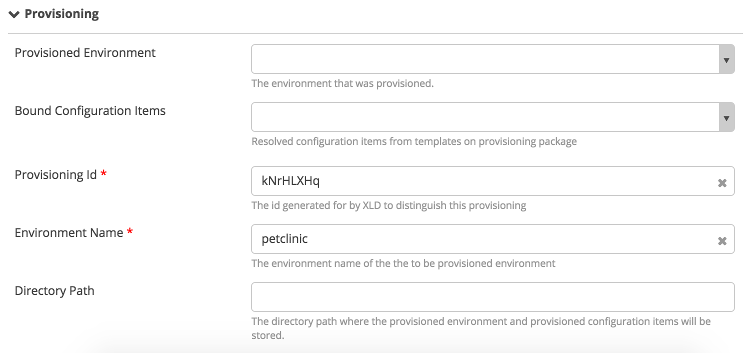 Provisioning
Provisioned Environment
The environment that was provisioned.
Bound Configuration Items
Resolved configuration items from templates on provisioning package
Provisioning Id *
kNrHLXHq
The id generated for by XLD to distinguish this provisioning
Environment Name *
petclinic
The environment name of the the to be provisioned environment
Directory Path
The directory path where the provisioned environment and provisioned configuration items will be
stored.